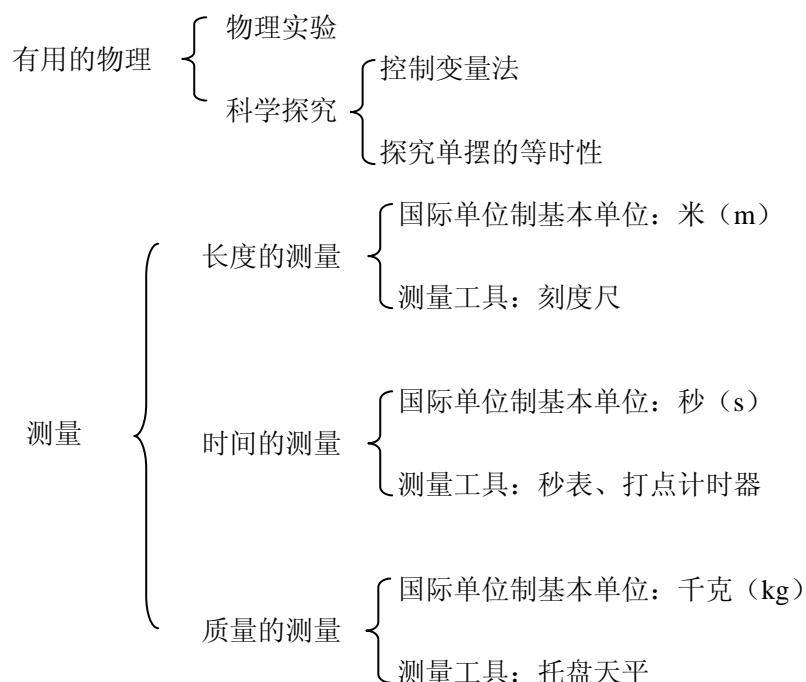 有用的物理
物理实验
科学探究
控制变量法
探究单摆的等时性
测量
长度的测量
国际单位制基本单位：米（m）
测量工具：刻度尺
时间的测量
国际单位制基本单位：秒（s）
测量工具：秒表、打点计时器
质量的测量
国际单位制基本单位：千克（kg）
测量工具：托盘天平